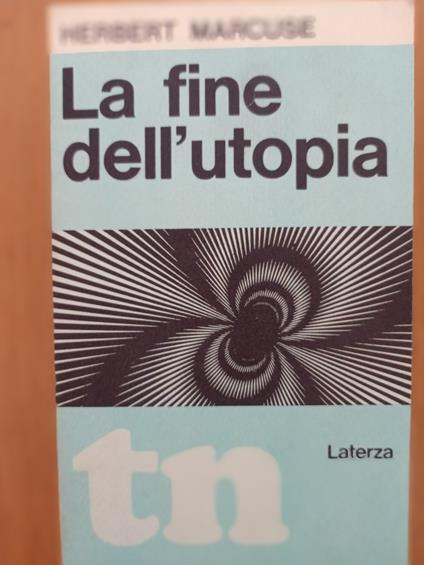 HERBERT MARCUSE
La fine
dell'utopia
tn
Laterza